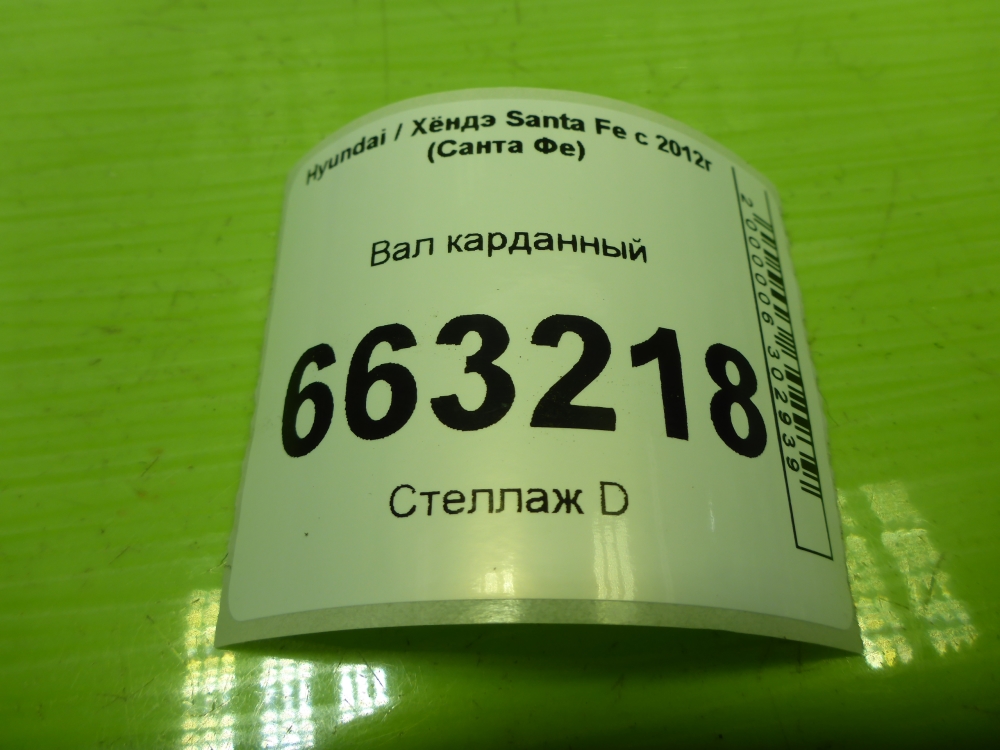 Hyundai / Хёндэ Santa Fe с 2012г
(Санта Фе)
Вал карданный
663218
Стеллаж D
2000006302939